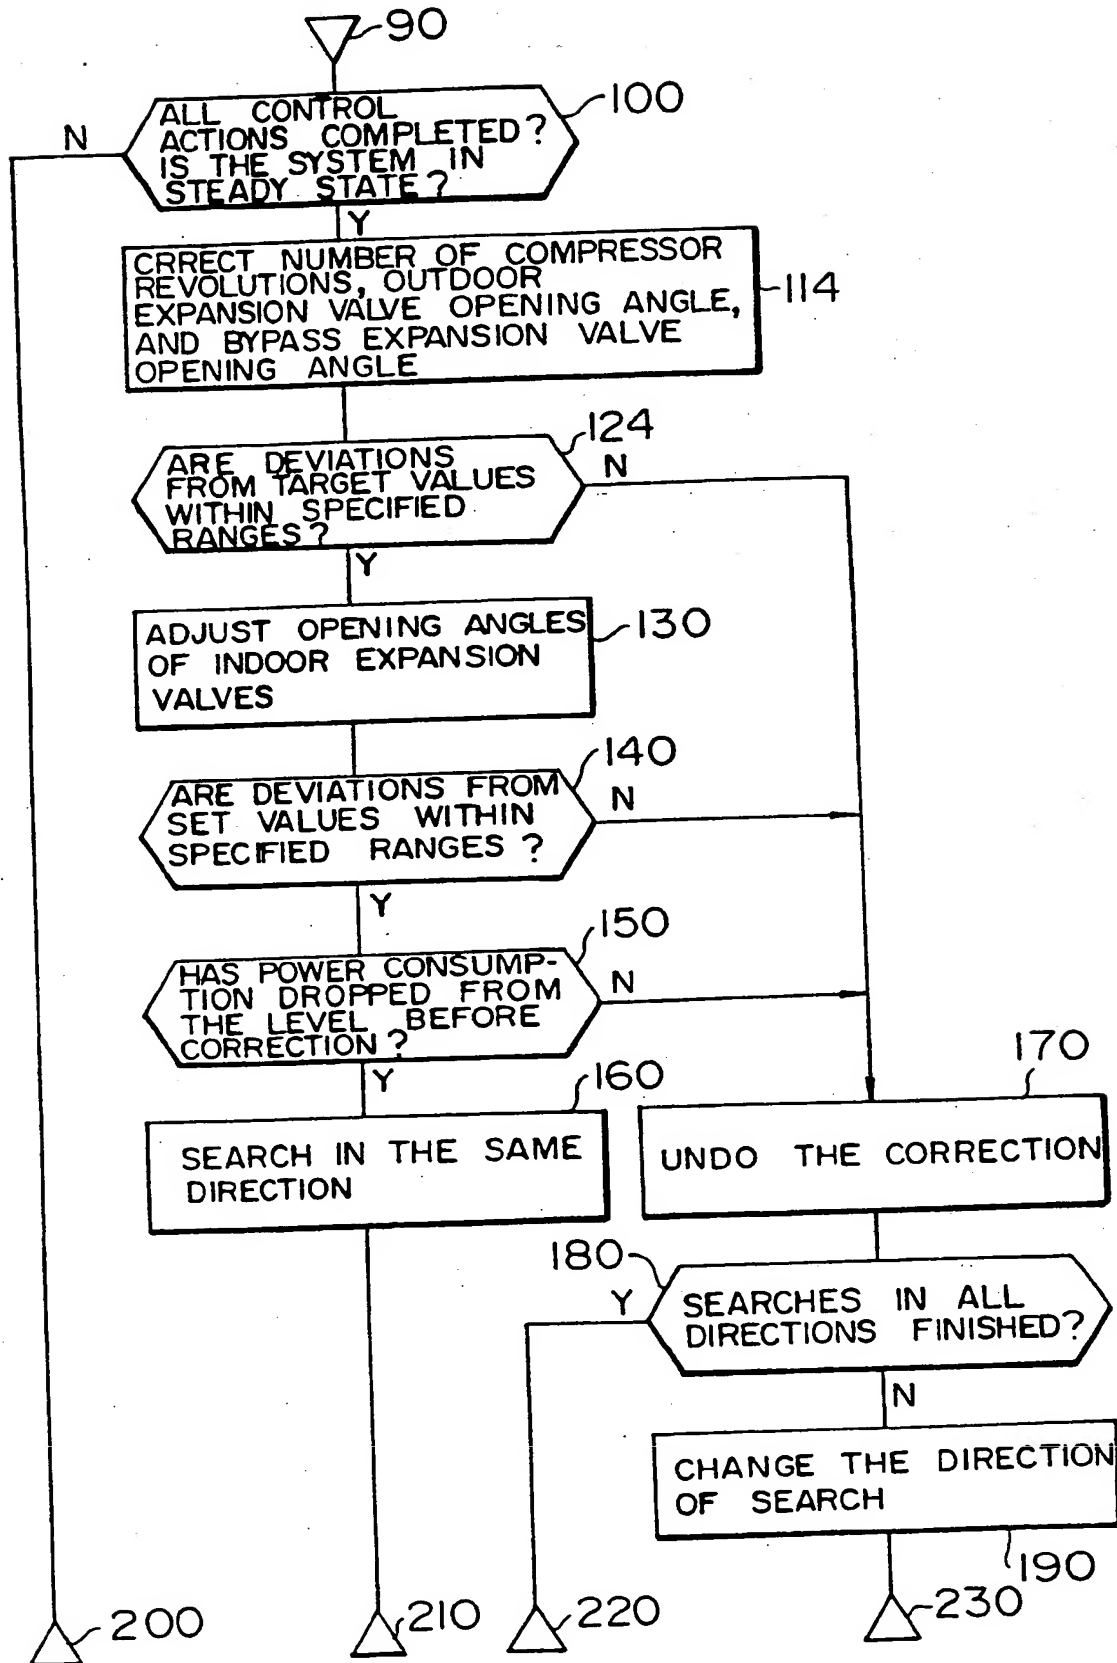 90
ALL CONTROL
ACTIONS COMPLETED?
IS THE SYSTEM IN
STEADY STATE?
100
N
Y
CRRECT NUMBER OF COMPRESSOR
REVOLUTIONS, OUTDOOR
EXPANSION VALVE OPENING ANGLE,
AND BYPASS EXPANSION VALVE
OPENING ANGLE
114
ARE DEVIATIONS
FROM TARGET VALUES
WITHIN SPECIFIED
RANGES?
124
N
Y
ADJUST OPENING ANGLES
OF INDOOR EXPANSION
VALVES
130
ARE DEVIATIONS FROM
SET VALUES WITHIN
SPECIFIED RANGES?
140
N
Y
HAS POWER CONSUMP-
TION DROPPED FROM
THE LEVEL BEFORE
CORRECTION?
150
N
Y
SEARCH IN THE SAME
DIRECTION
160
UNDO THE CORRECTION
170
SEARCHES IN ALL
DIRECTIONS FINISHED?
180
Y
N
CHANGE THE DIRECTION
OF SEARCH
190
200
210
220
230